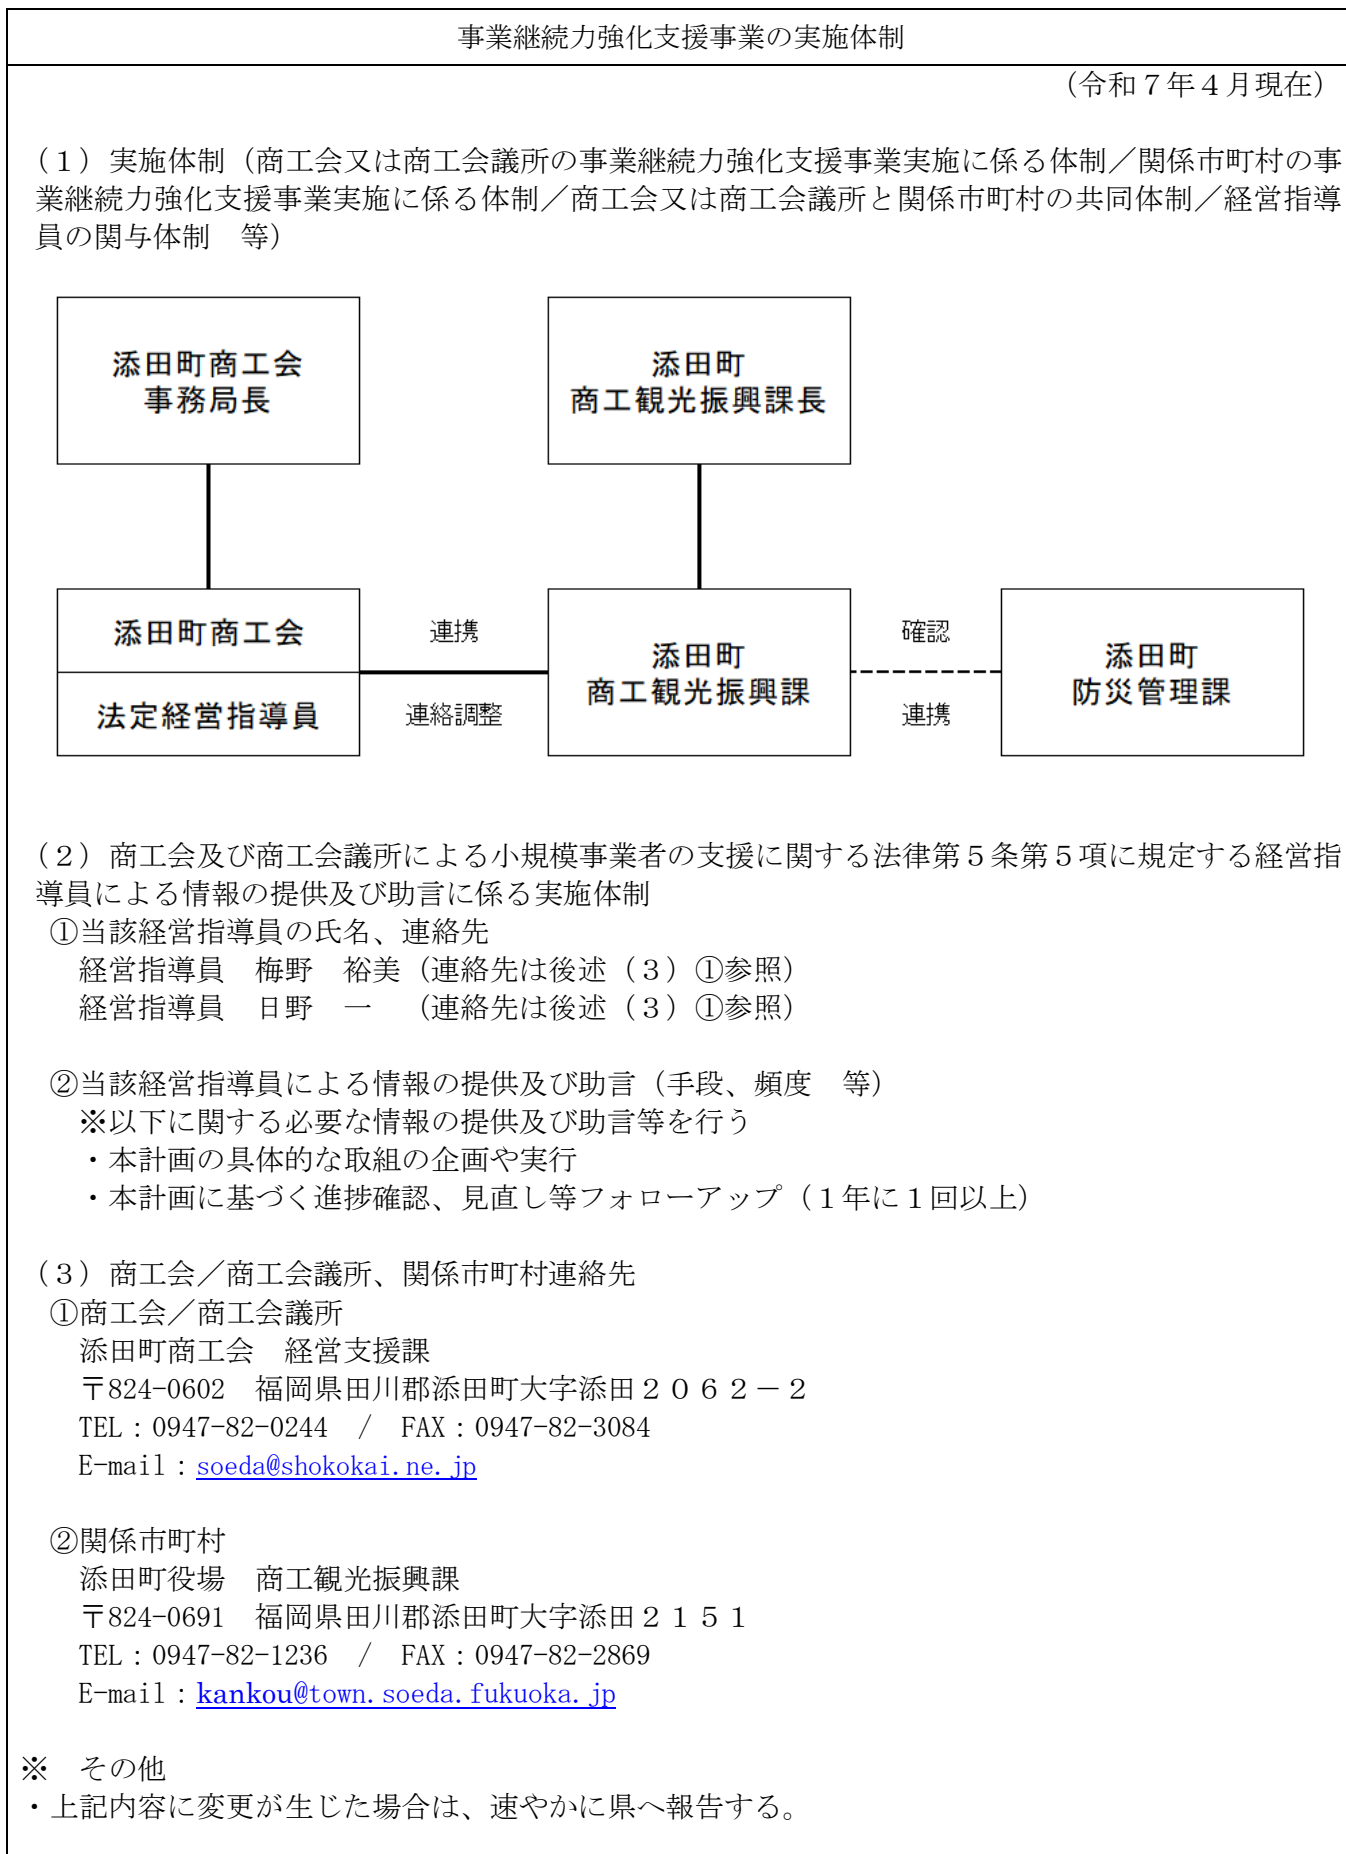 事業継続力強化支援事業の実施体制
（令和７年４月現在）
（１）実施体制（商工会又は商工会議所の事業継続力強化支援事業実施に係る体制／関係市町村の事
業継続力強化支援事業実施に係る体制／商工会又は商工会議所と関係市町村の共同体制／経営指導
員の関与体制　等）
添田町商工会
事務局長
添田町
商工観光振興課長
添田町商工会
法定経営指導員
連携
連絡調整
添田町
商工観光振興課
確認
連携
添田町
防災管理課
（２）商工会及び商工会議所による小規模事業者の支援に関する法律第５条第５項に規定する経営指
導員による情報の提供及び助言に係る実施体制
①当該経営指導員の氏名、連絡先
経営指導員　梅野　裕美（連絡先は後述（３）①参照）
経営指導員　日野　一　（連絡先は後述（３）①参照）
②当該経営指導員による情報の提供及び助言（手段、頻度　等）
※以下に関する必要な情報の提供及び助言等を行う
・本計画の具体的な取組の企画や実行
・本計画に基づく進捗確認、見直し等フォローアップ（１年に１回以上）
（３）商工会／商工会議所、関係市町村連絡先
①商工会／商工会議所
添田町商工会　経営支援課
〒824-0602　福岡県田川郡添田町大字添田２０６２－２
TEL：0947-82-0244　/　FAX：0947-82-3084
E-mail：soeda@shokokai.ne.jp
②関係市町村
添田町役場　商工観光振興課
〒824-0691　福岡県田川郡添田町大字添田２１５１
TEL：0947-82-1236　/　FAX：0947-82-2869
E-mail：kankou@town.soeda.fukuoka.jp
※　その他
・上記内容に変更が生じた場合は、速やかに県へ報告する。